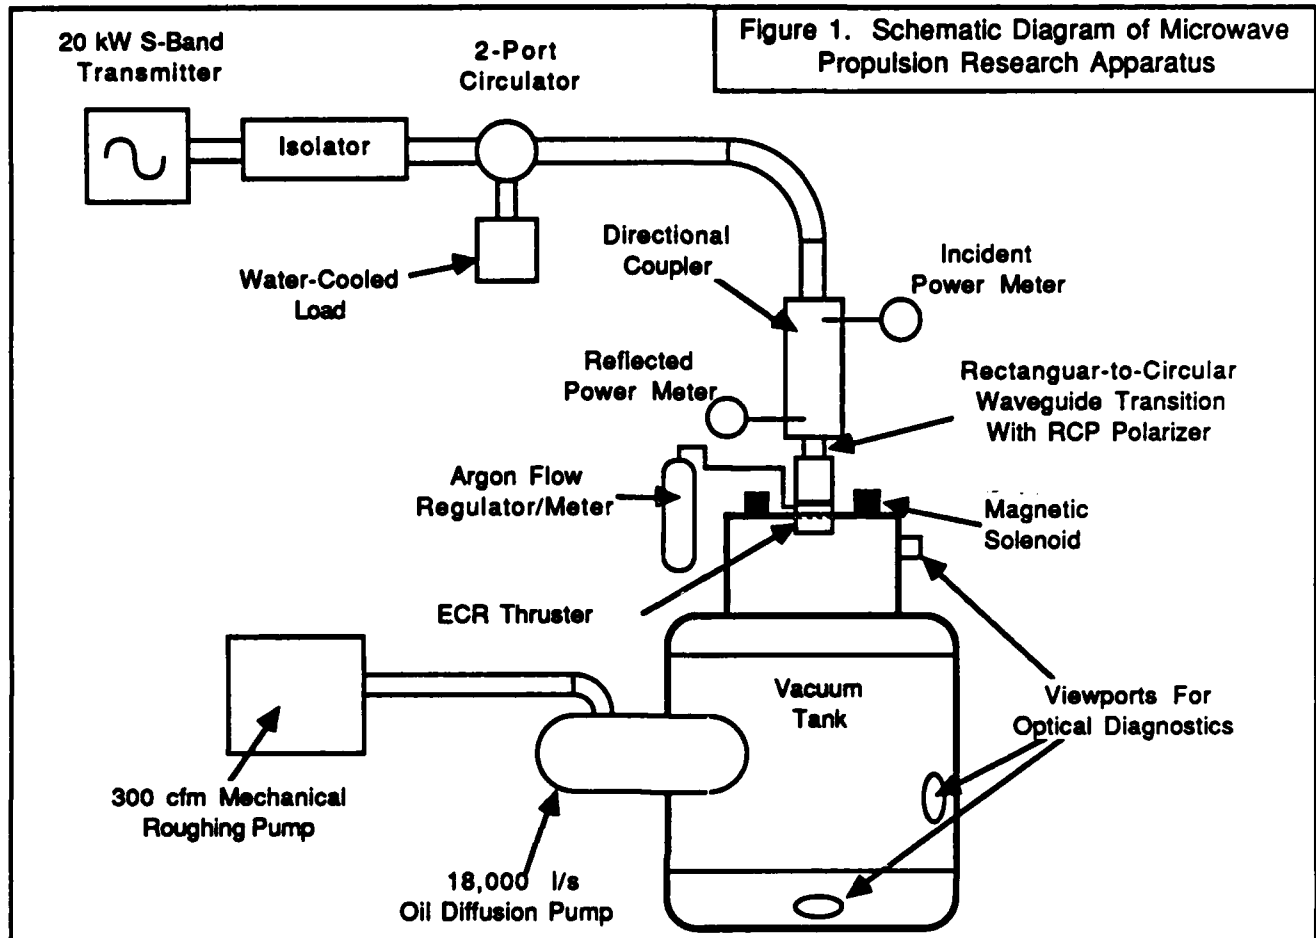 Figure 1. Schematic Diagram of Microwave
Propulsion Research Apparatus
20 kW S-Band
Transmitter
2-Port
Circulator
Isolator
Water-Cooled
Load
Directional
Coupler
Incident
Power Meter
Reflected
Power Meter
Rectanguar-to-Circular
Waveguide Transition
With RCP Polarizer
Argon Flow
Regulator/Meter
Magnetic
Solenoid
ECR Thruster
Vacuum
Tank
Viewports For
Optical Diagnostics
300 cfm Mechanical
Roughing Pump
18,000 l/s
Oil Diffusion Pump